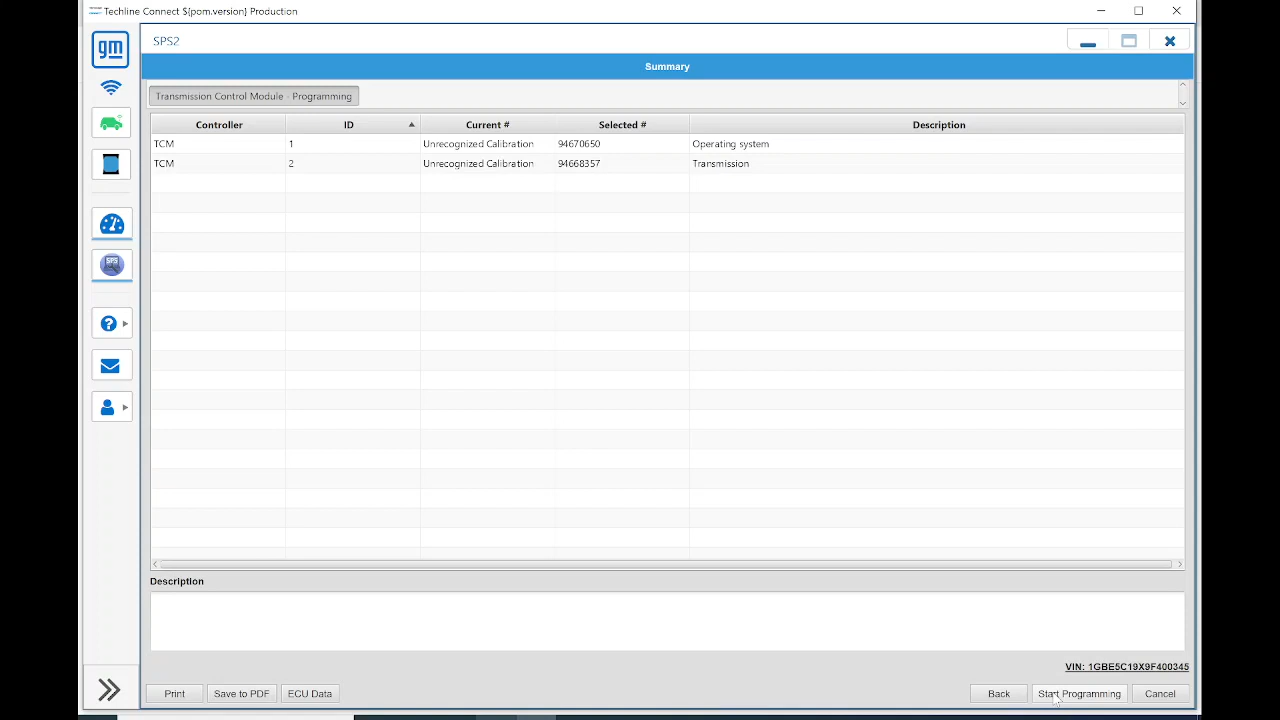 Techline Connect ${pom.version} Production
gm
SPS2
Summary
Transmission Control Module - Programming
Controller ID Current # Selected # Description
TCM 1 Unrecognized Calibration 94670650 Operating system
TCM 2 Unrecognized Calibration 94668357 Transmission
SPS
?
Description
VIN: 1GBE5C19X9F400345
Print Save to PDF ECU Data Back Start Programming Cancel